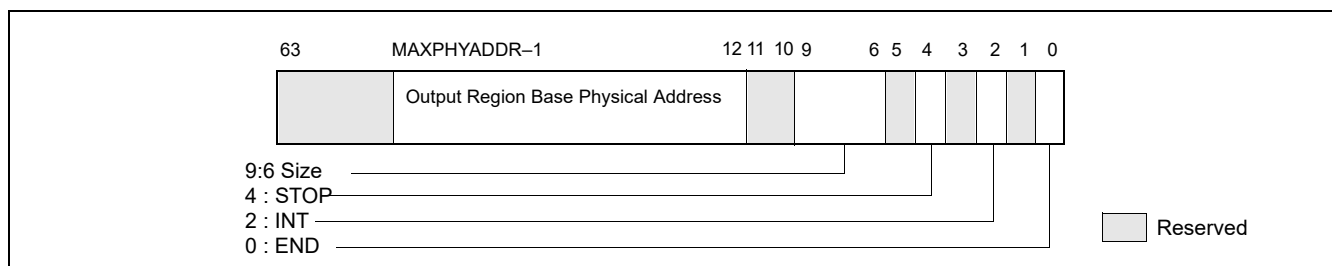 63 MAXPHYADDR–1 12 11 10 9 6 5 4 3 2 1 0
Output Region Base Physical Address
9:6 Size
4 : STOP
2 : INT
0 : END
Reserved